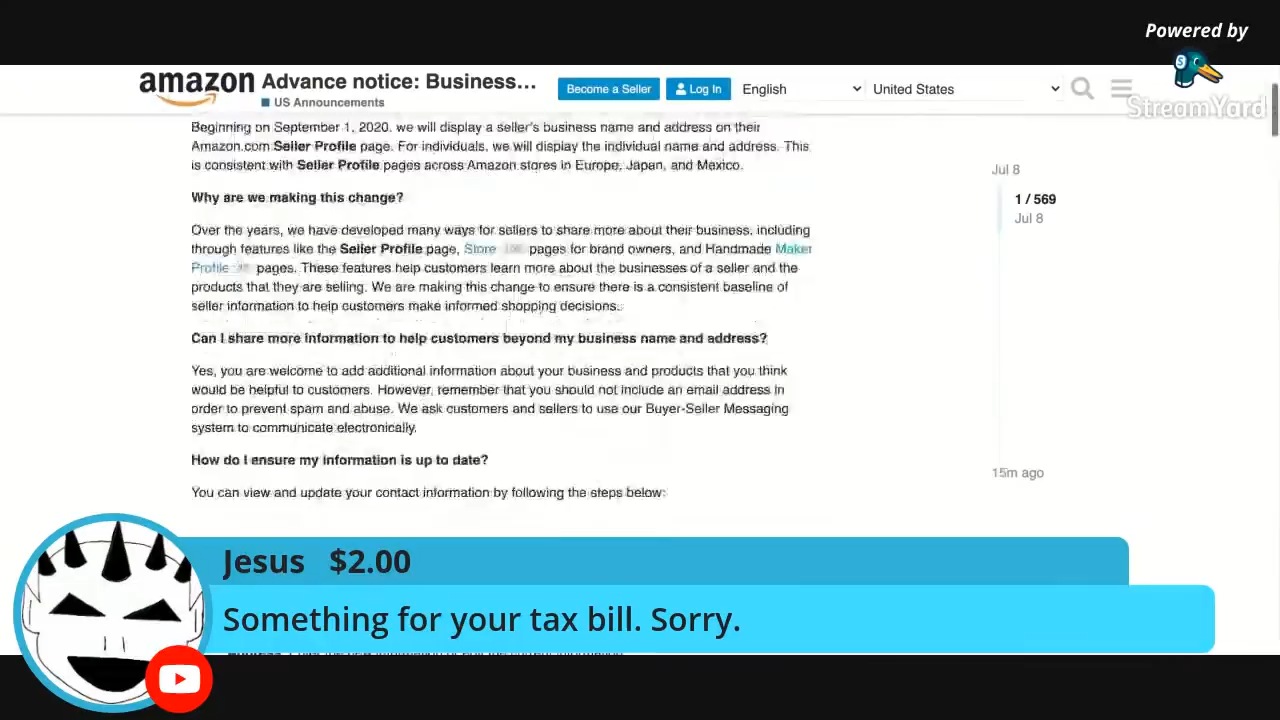 Powered by
StreamYard
amazon
Advance notice: Business...
US Announcements
Become a Seller
Log In
English
United States
Beginning on September 1, 2020. we will display a seller's business name and address on their
Amazon.com Seller Profile page. For individuals, we will display the individual name and address. This
is consistent with Seller Profile pages across Amazon stores in Europe, Japan, and Mexico.
Why are we making this change?
Over the years, we have developed many ways for sellers to share more about their business, including
through features like the Seller Profile page, Store pages for brand owners, and Handmade Maker
Profile pages. These features help customers learn more about the businesses of a seller and the
products that they are selling. We are making this change to ensure there is a consistent baseline of
seller information to help customers make informed shopping decisions.
Can I share more information to help customers beyond my business name and address?
Yes, you are welcome to add additional information about your business and products that you think
would be helpful to customers. However, remember that you should not include an email address in
order to prevent spam and abuse. We ask customers and sellers to use our Buyer-Seller Messaging
system to communicate electronically.
How do I ensure my information is up to date?
You can view and update your contact information by following the steps below:
Jul 8
1 / 569
Jul 8
15m ago
Jesus $2.00
Something for your tax bill. Sorry.